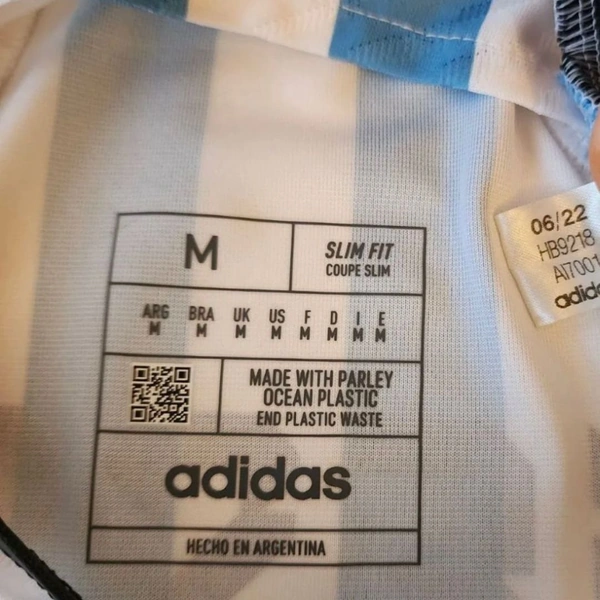 M
SLIM FIT
COUPE SLIM
ARG BRA UK US F D I E
M M M M M M M M
MADE WITH PARLEY
OCEAN PLASTIC
END PLASTIC WASTE
adidas
HECHO EN ARGENTINA
06/22
HB9218
AI7001